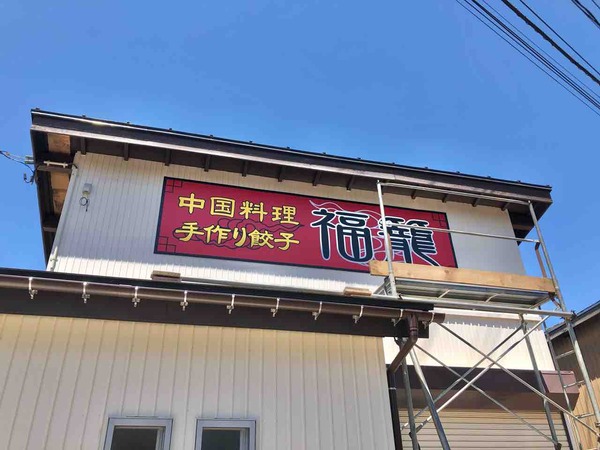 中国料理
手作り餃子
福龍